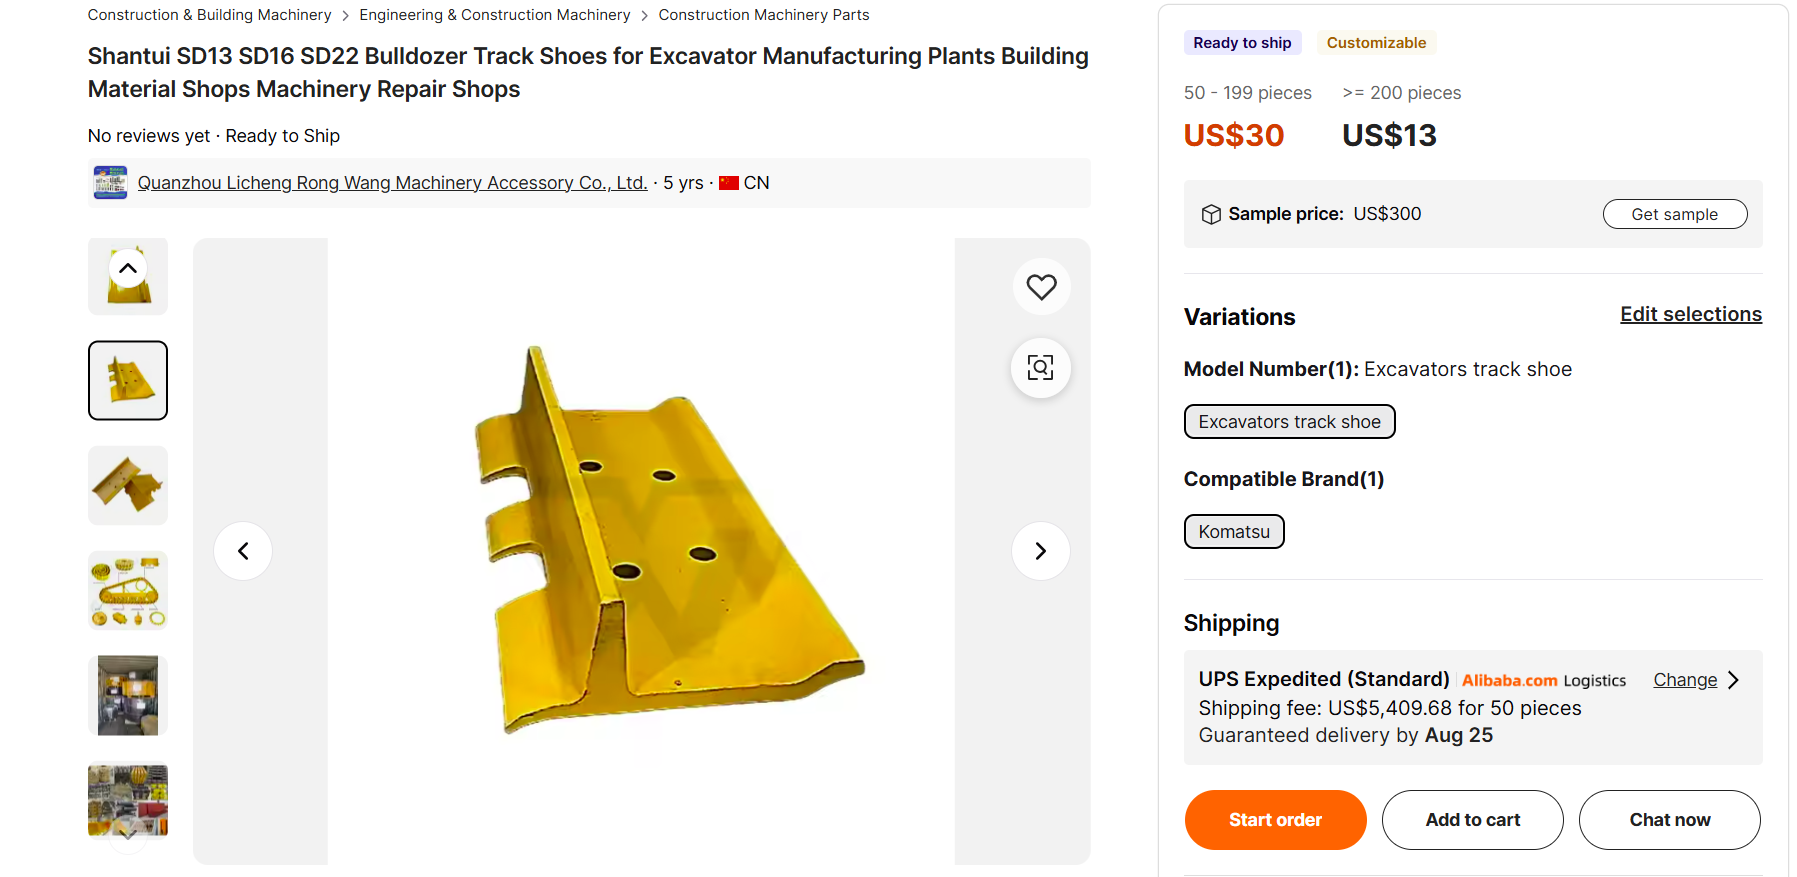 Construction & Building Machinery > Engineering & Construction Machinery > Construction Machinery Parts
Shantui SD13 SD16 SD22 Bulldozer Track Shoes for Excavator Manufacturing Plants Building
Material Shops Machinery Repair Shops
No reviews yet · Ready to Ship
Quanzhou Licheng Rong Wang Machinery Accessory Co., Ltd. · 5 yrs · CN
Ready to ship
Customizable
50 - 199 pieces
>= 200 pieces
US$30
US$13
Sample price: US$300
Get sample
Variations
Edit selections
Model Number(1): Excavators track shoe
Excavators track shoe
Compatible Brand(1)
Komatsu
Shipping
UPS Expedited (Standard) Alibaba.com Logistics
Change
Shipping fee: US$5,409.68 for 50 pieces
Guaranteed delivery by Aug 25
Start order
Add to cart
Chat now